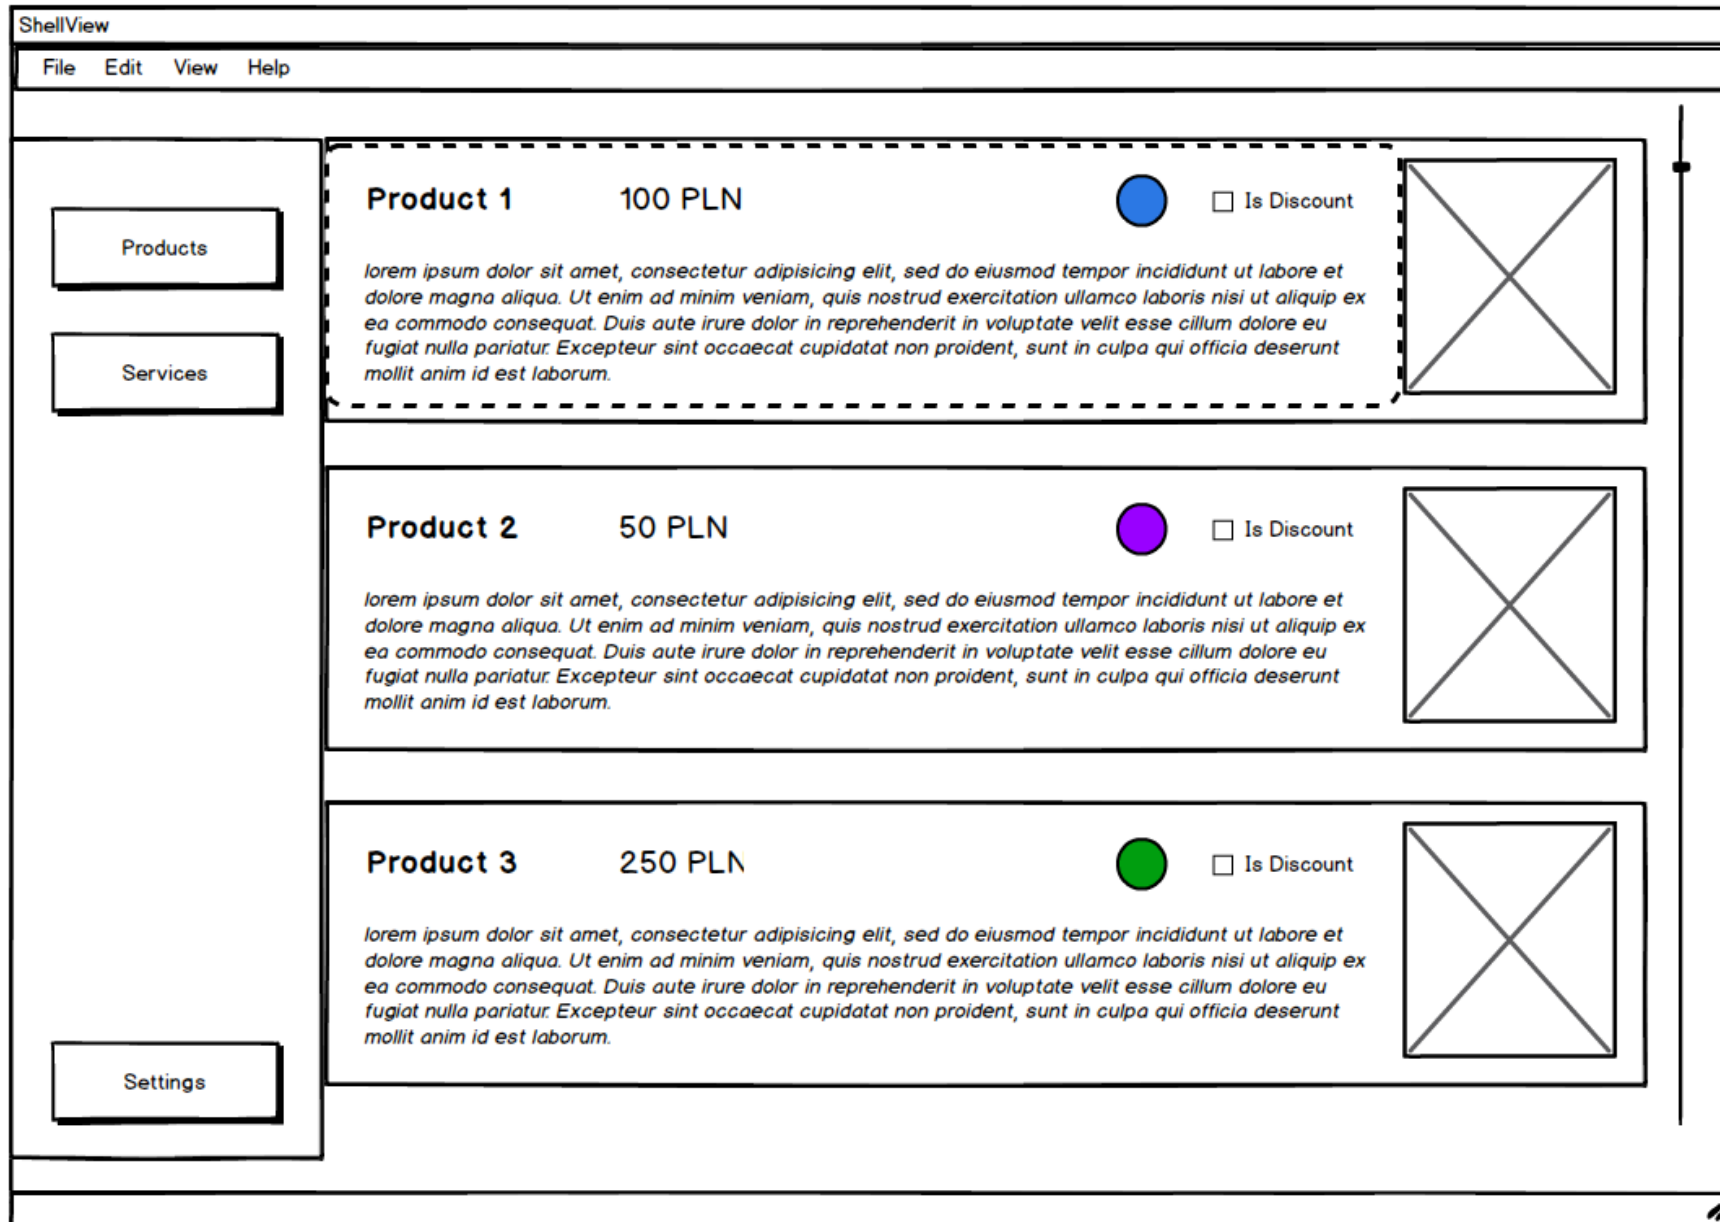 ShellView
File Edit View Help
Products
Services
Settings
Product 1 100 PLN Is Discount
lorem ipsum dolor sit amet, consectetur adipisicing elit, sed do eiusmod tempor incididunt ut labore et
dolore magna aliqua. Ut enim ad minim veniam, quis nostrud exercitation ullamco laboris nisi ut aliquip ex
ea commodo consequat. Duis aute irure dolor in reprehenderit in voluptate velit esse cillum dolore eu
fugiat nulla pariatur. Excepteur sint occaecat cupidatat non proident, sunt in culpa qui officia deserunt
mollit anim id est laborum.
Product 2 50 PLN Is Discount
lorem ipsum dolor sit amet, consectetur adipisicing elit, sed do eiusmod tempor incididunt ut labore et
dolore magna aliqua. Ut enim ad minim veniam, quis nostrud exercitation ullamco laboris nisi ut aliquip ex
ea commodo consequat. Duis aute irure dolor in reprehenderit in voluptate velit esse cillum dolore eu
fugiat nulla pariatur. Excepteur sint occaecat cupidatat non proident, sunt in culpa qui officia deserunt
mollit anim id est laborum.
Product 3 250 PLN Is Discount
lorem ipsum dolor sit amet, consectetur adipisicing elit, sed do eiusmod tempor incididunt ut labore et
dolore magna aliqua. Ut enim ad minim veniam, quis nostrud exercitation ullamco laboris nisi ut aliquip ex
ea commodo consequat. Duis aute irure dolor in reprehenderit in voluptate velit esse cillum dolore eu
fugiat nulla pariatur. Excepteur sint occaecat cupidatat non proident, sunt in culpa qui officia deserunt
mollit anim id est laborum.